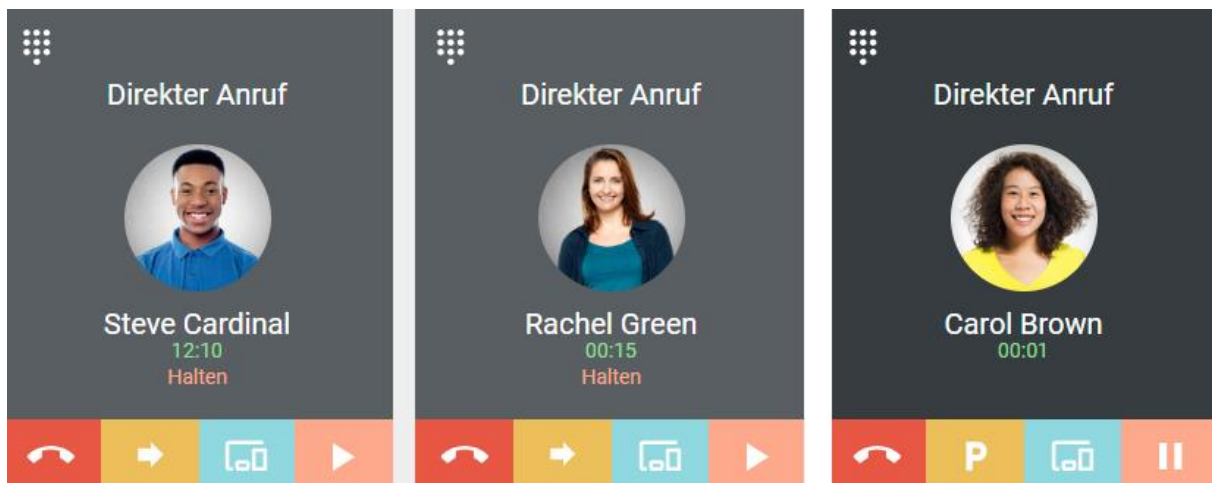 Direkter Anruf
Steve Cardinal
12:10
Halten
Direkter Anruf
Rachel Green
00:15
Halten
Direkter Anruf
Carol Brown
00:01
P